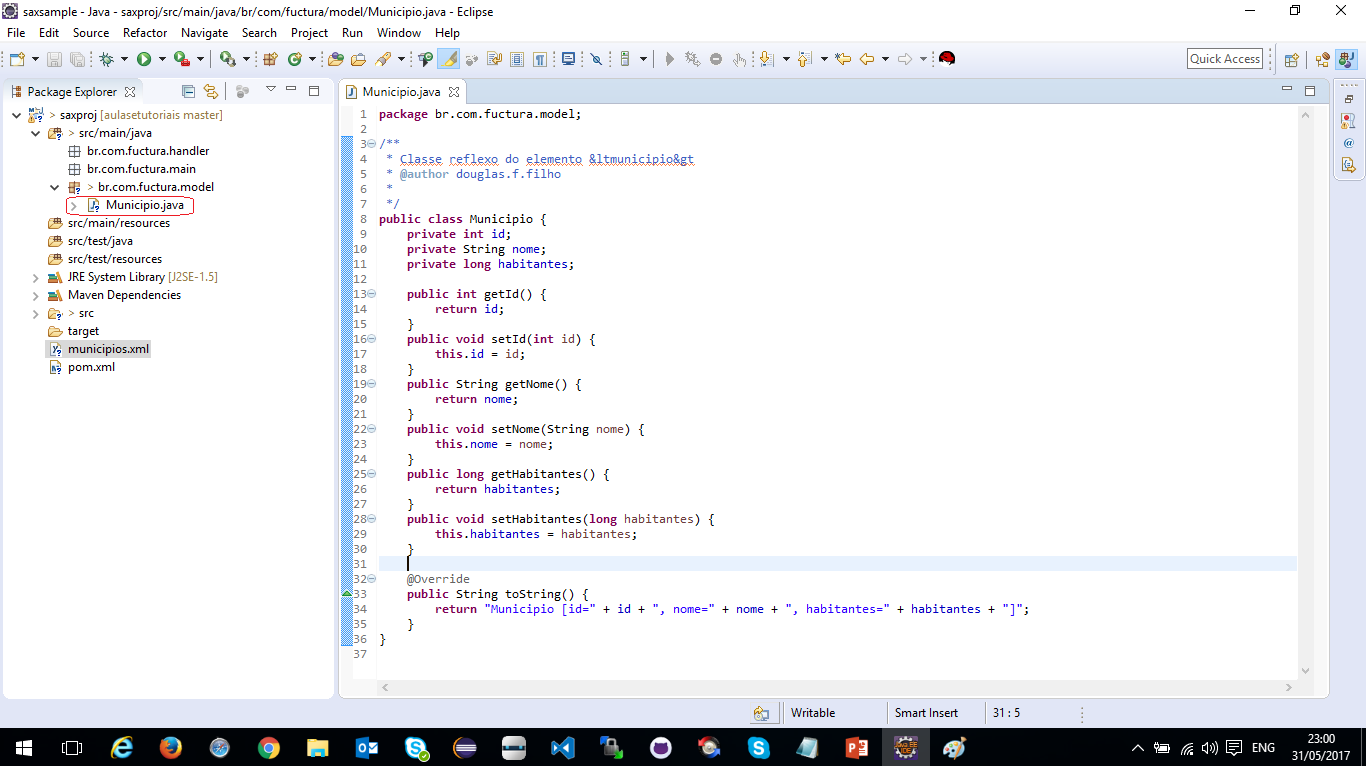 saxsample - Java - saxproj/src/main/java/br/com/fuctura/model/Municipio.java - Eclipse
File Edit Source Refactor Navigate Search Project Run Window Help
Quick Access
Package Explorer
> saxproj [aulasetutoriais master]
> src/main/java
br.com.fuctura.handler
br.com.fuctura.main
> br.com.fuctura.model
Municipio.java
src/main/resources
src/test/java
src/test/resources
JRE System Library [J2SE-1.5]
Maven Dependencies
> src
target
municipios.xml
pom.xml
Municipio.java
1 package br.com.fuctura.model;
2
3 /**
4 * Classe reflexo do elemento &ltmunicipio&gt
5 * @author douglas.f.filho
6 *
7 */
8 public class Municipio {
9 private int id;
10 private String nome;
11 private long habitantes;
12
13 public int getId() {
14 return id;
15 }
16 public void setId(int id) {
17 this.id = id;
18 }
19 public String getNome() {
20 return nome;
21 }
22 public void setNome(String nome) {
23 this.nome = nome;
24 }
25 public long getHabitantes() {
26 return habitantes;
27 }
28 public void setHabitantes(long habitantes) {
29 this.habitantes = habitantes;
30 }
31
32 @Override
33 public String toString() {
34 return "Municipio [id=" + id + ", nome=" + nome + ", habitantes=" + habitantes + "]";
35 }
36 }
37
Writable Smart Insert 31 : 5
ENG
23:00
31/05/2017